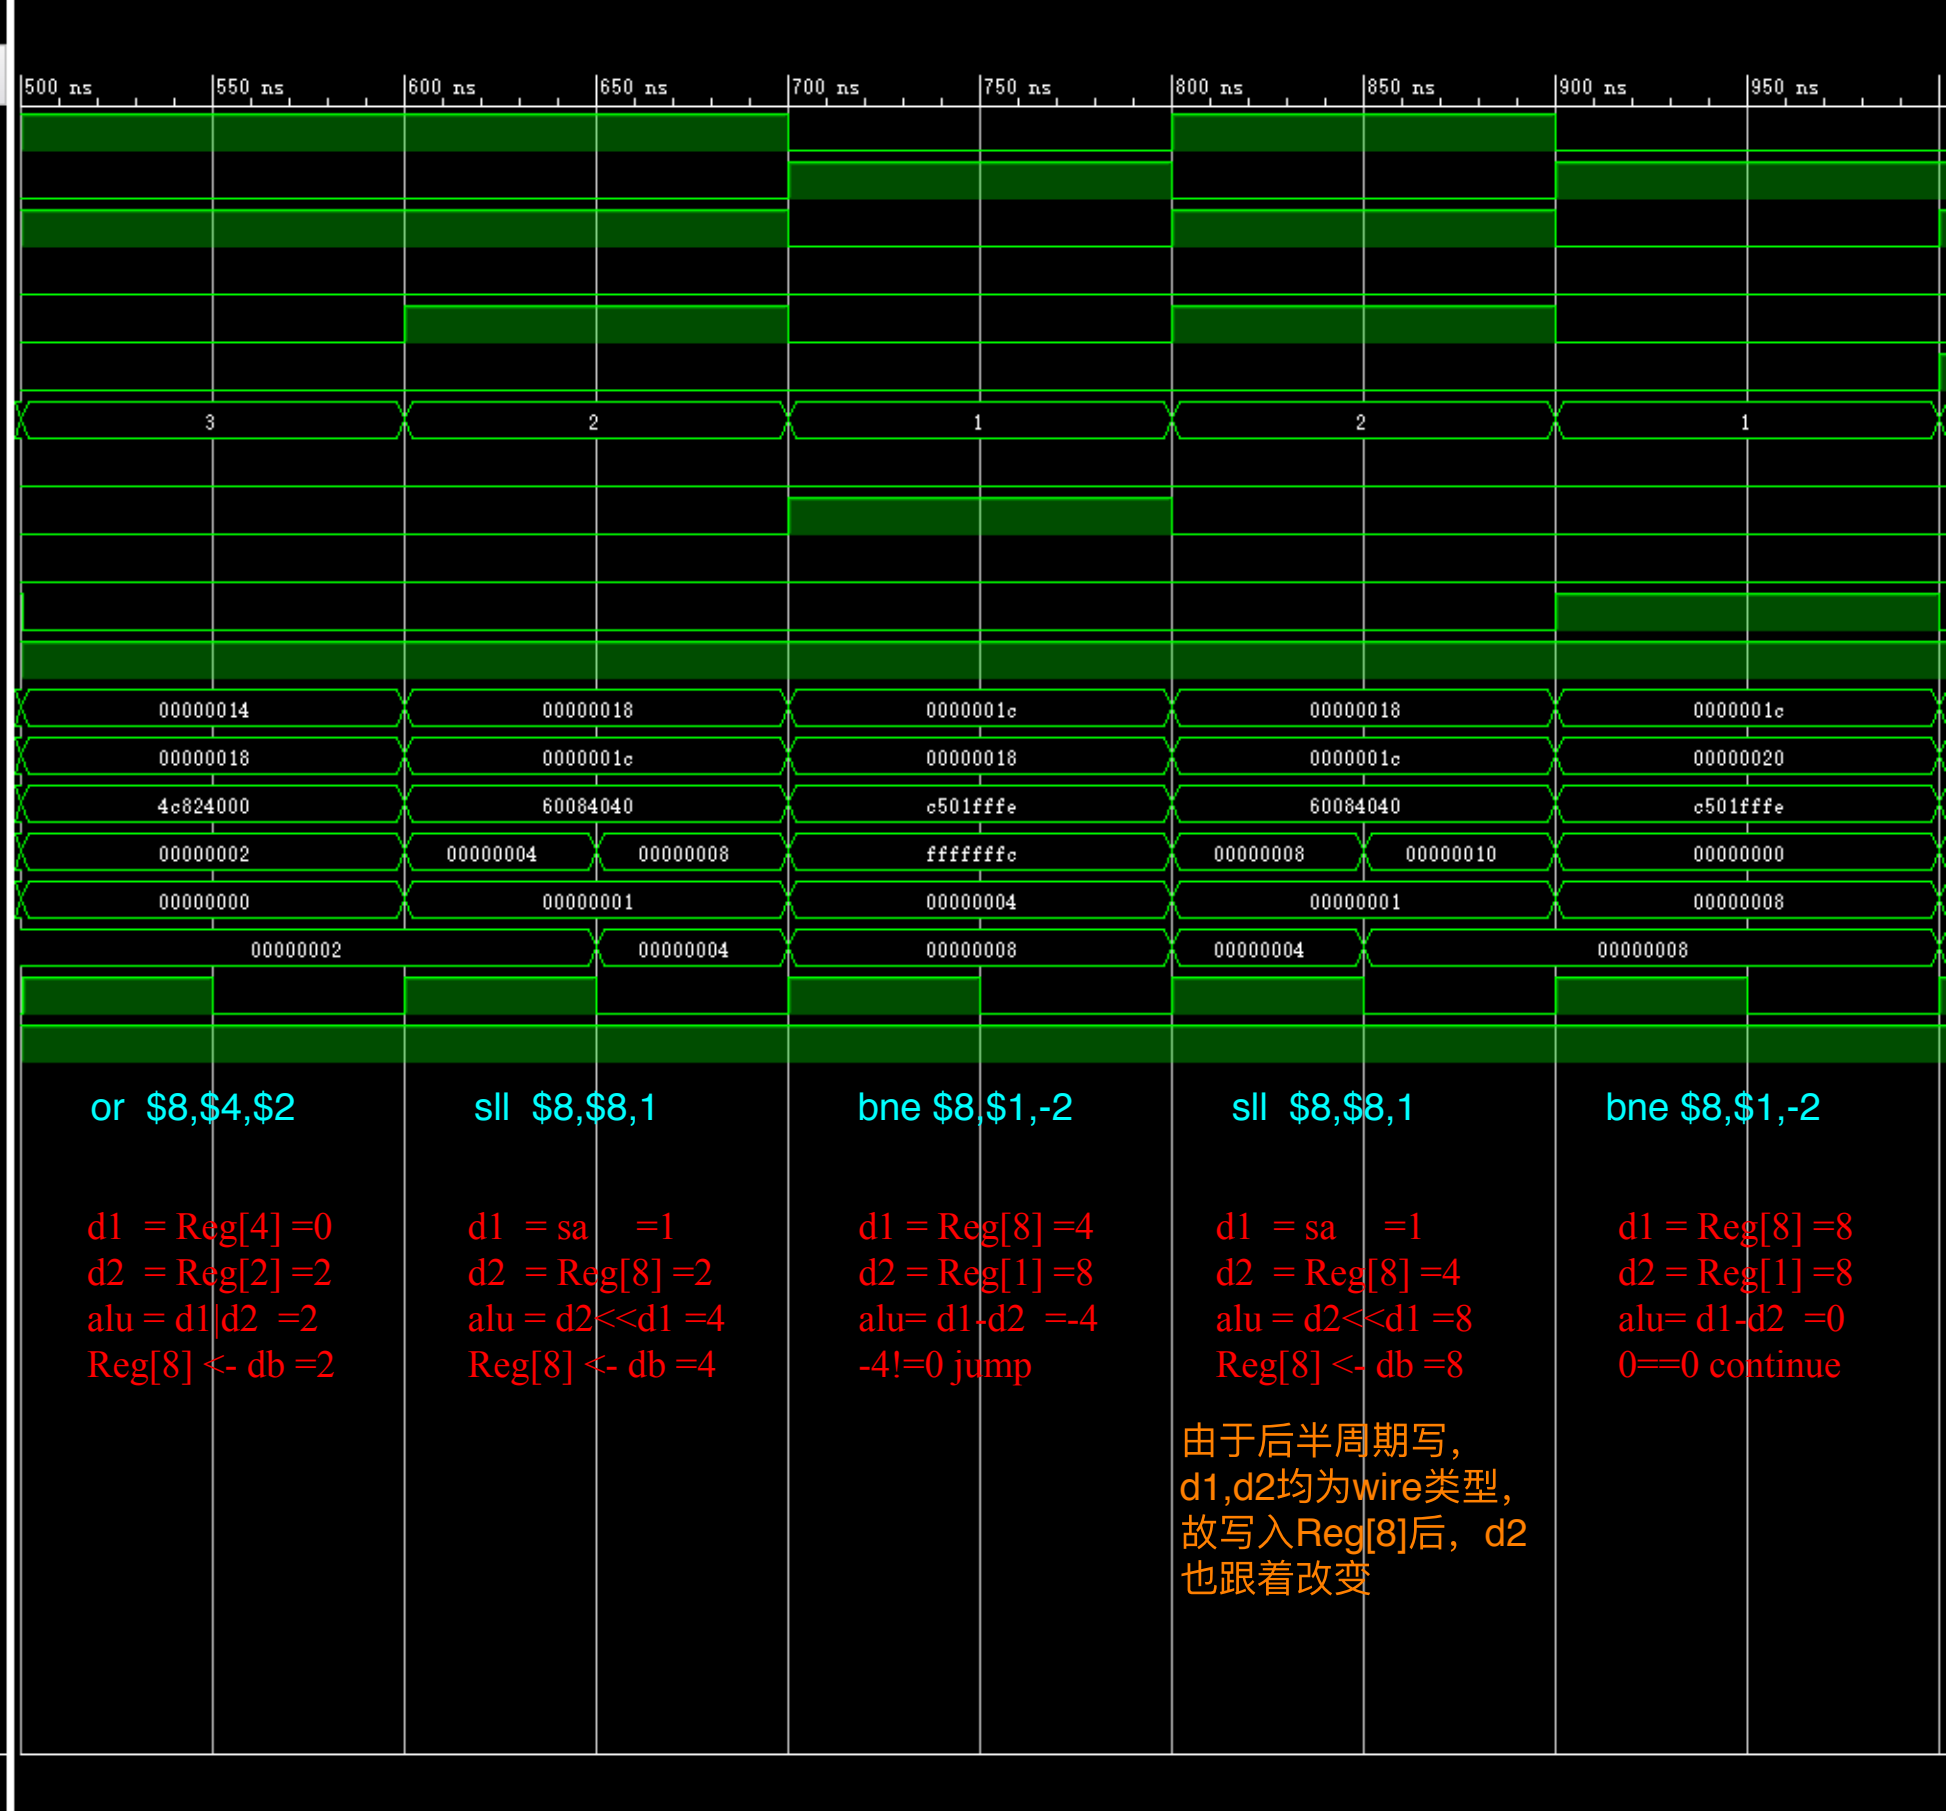 500 ns 550 ns 600 ns 650 ns 700 ns 750 ns 800 ns 850 ns 900 ns 950 ns
3 2 1 2 1
00000014 00000018 0000001c 00000018 0000001c
00000018 0000001c 00000018 0000001c 00000020
4c824000 60084040 c501fffe 60084040 c501fffe
00000002 00000004 00000008 fffffffc 00000008 00000010 00000000
00000000 00000001 00000004 00000001 00000008
00000002 00000004 00000008 00000004 00000008
or $8,$4,$2 sll $8,$8,1 bne $8,$1,-2 sll $8,$8,1 bne $8,$1,-2
d1 = Reg[4] =0 d1 = sa =1 d1 = Reg[8] =4 d1 = sa =1 d1 = Reg[8] =8
d2 = Reg[2] =2 d2 = Reg[8] =2 d2 = Reg[1] =8 d2 = Reg[8] =4 d2 = Reg[1] =8
alu = d1|d2 =2 alu = d2<<d1 =4 alu= d1-d2 =-4 alu = d2<<d1 =8 alu= d1-d2 =0
Reg[8] <- db =2 Reg[8] <- db =4 -4!=0 jump Reg[8] <- db =8 0==0 continue
由于后半周期写，
d1,d2均为wire类型，
故写入Reg[8]后，d2
也跟着改变